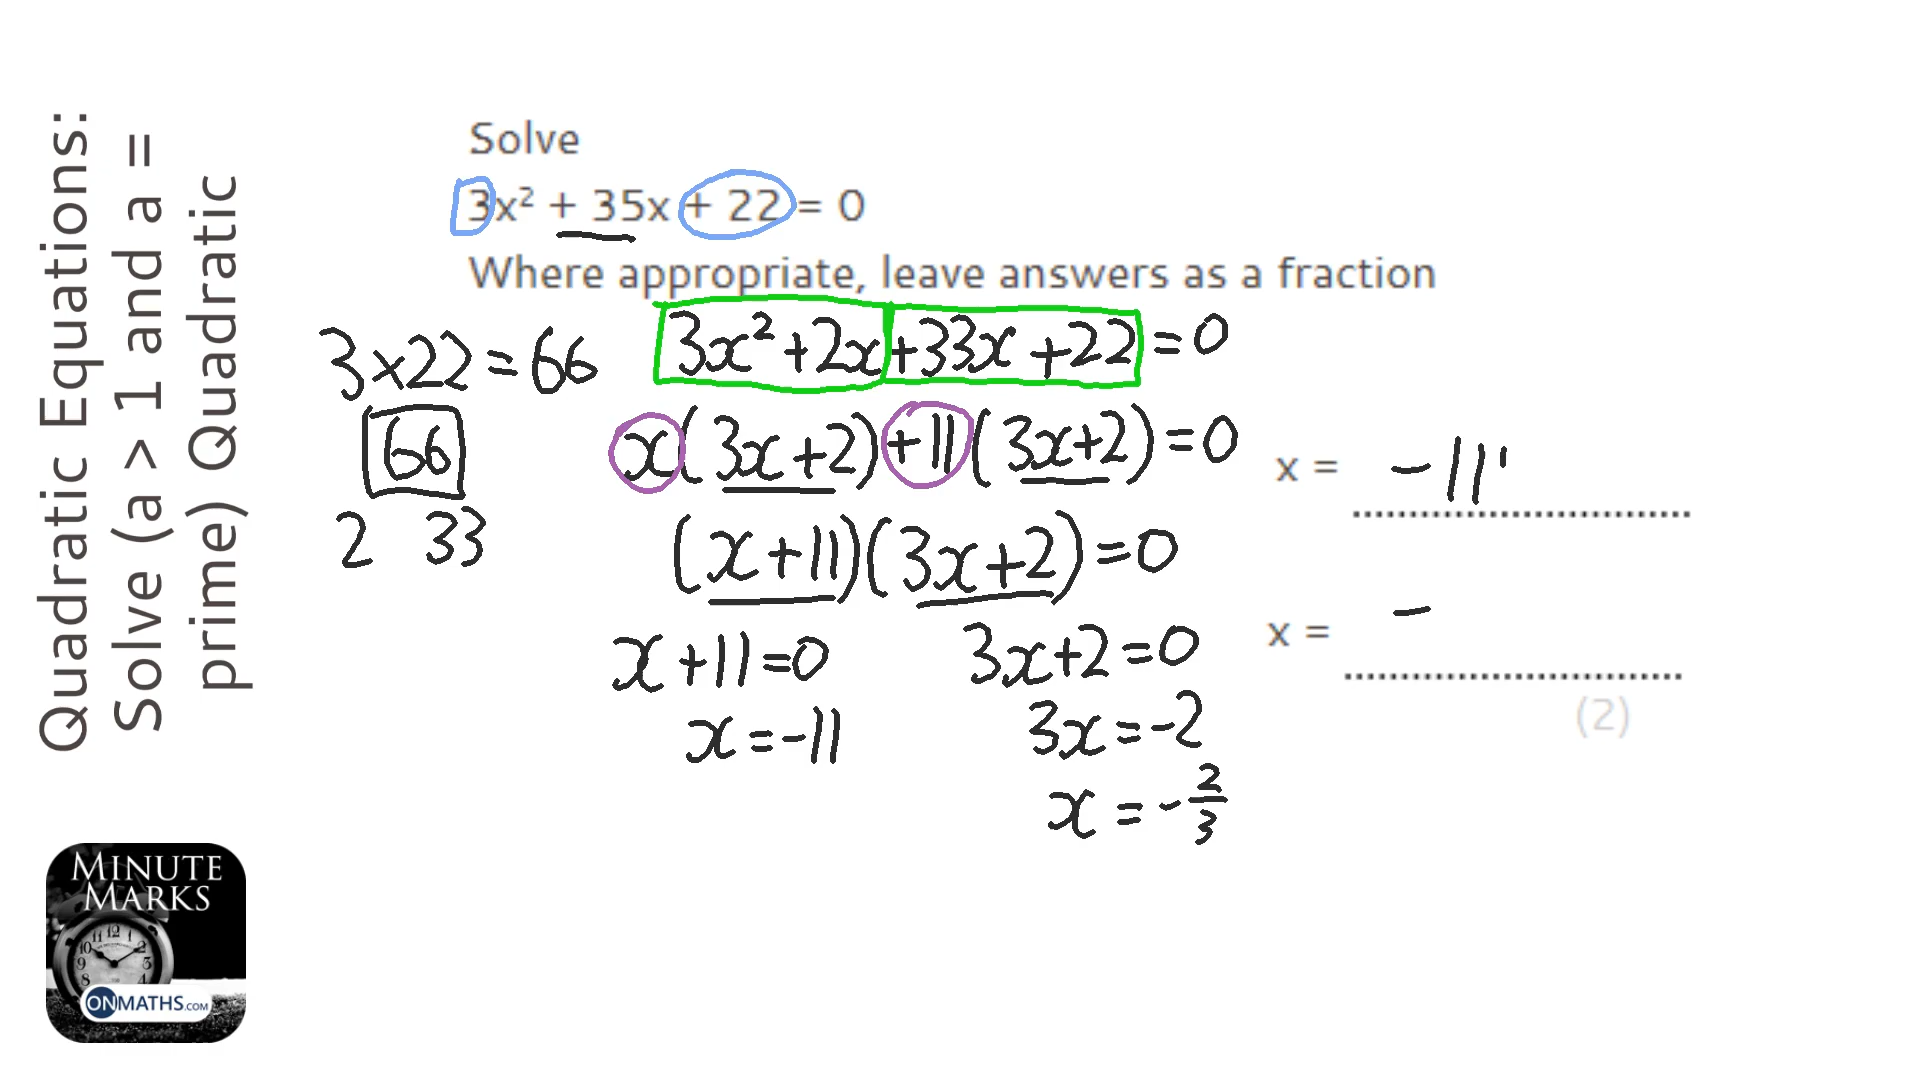 Quadratic Equations:
Solve (a > 1 and a =
prime) Quadratic
Solve
3x² + 35x + 22 = 0
Where appropriate, leave answers as a fraction
3×22=66
66
2 33
3x²+2x+33x+22=0
x(3x+2)+11(3x+2)=0
(x+11)(3x+2)=0
x+11=0 3x+2=0
x=-11 3x=-2
x=-2/3
x = -11'
x = -
(2)
MINUTE
MARKS
ONMATHS.COM